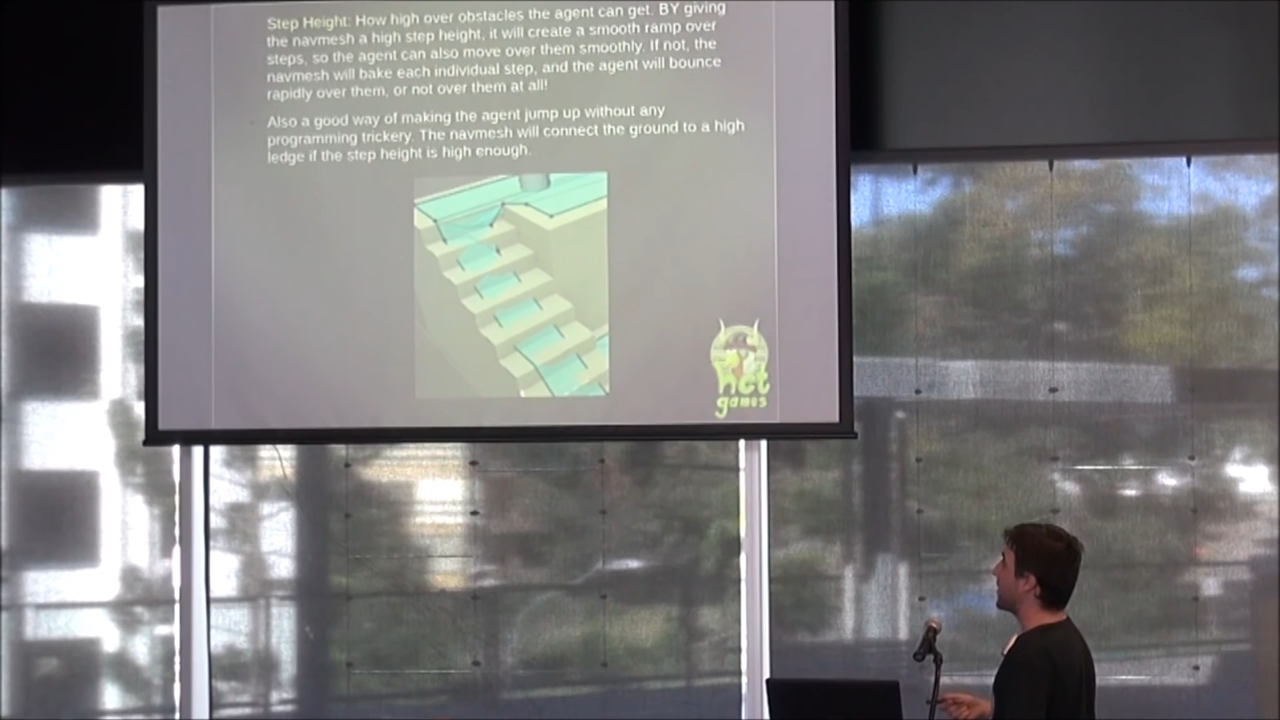 Step Height: How high over obstacles the agent can get. BY giving
the navmesh a high step height, it will create a smooth ramp over
steps, so the agent can also move over them smoothly. If not, the
navmesh will bake each individual step, and the agent will bounce
rapidly over them, or not over them at all!
Also a good way of making the agent jump up without any
programming trickery. The navmesh will connect the ground to a high
ledge if the step height is high enough.
hct
games